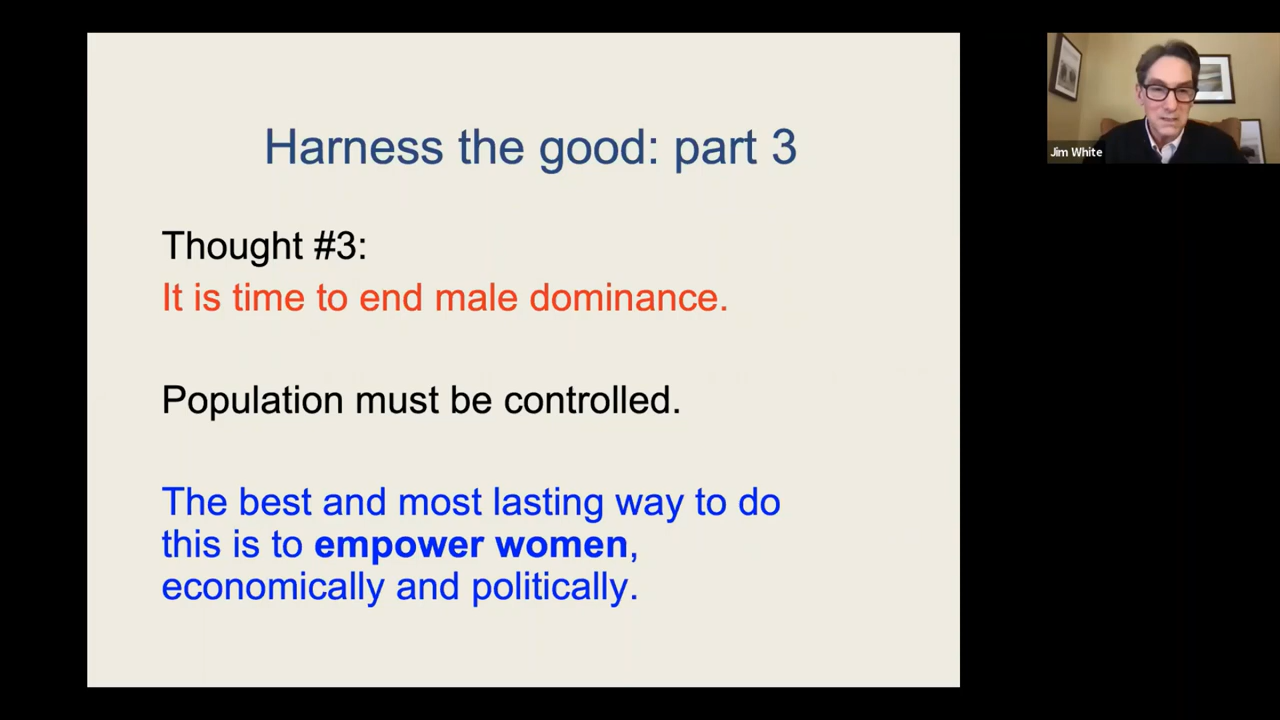 Harness the good: part 3
Thought #3:
It is time to end male dominance.
Population must be controlled.
The best and most lasting way to do
this is to empower women,
economically and politically.
Jim White